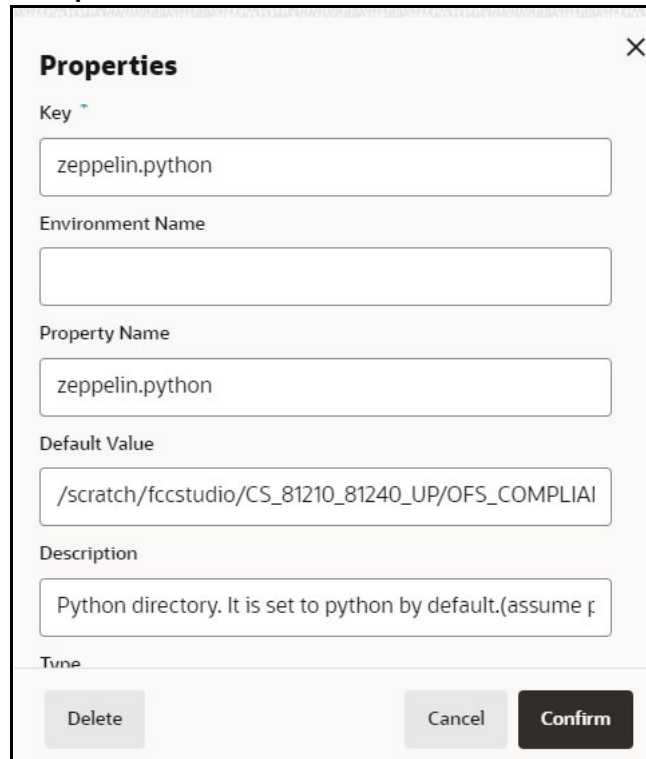 Properties
Key *
zeppelin.python
Environment Name
Property Name
zeppelin.python
Default Value
/scratch/fccstudio/CS_81210_81240_UP/OFS_COMPLIAI
Description
Python directory. It is set to python by default.(assume p
Type
Delete Cancel Confirm